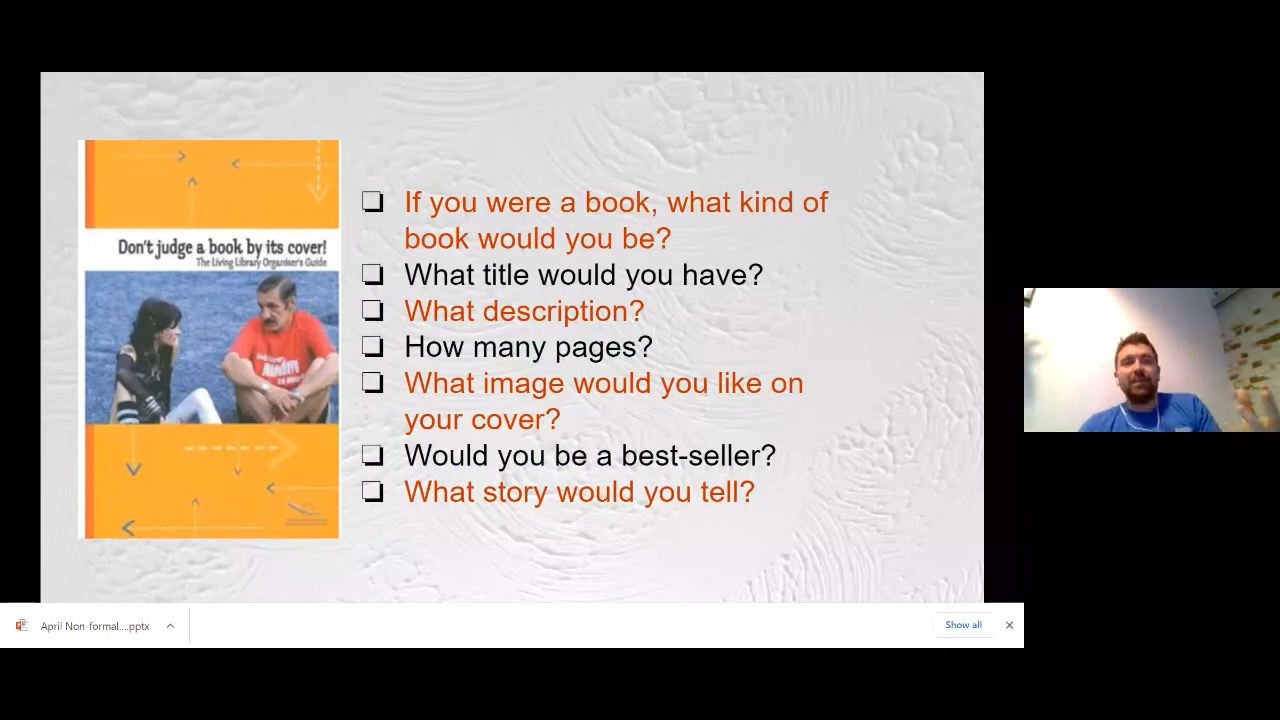 Don't judge a book by its cover!
The Living Library Organiser's Guide
If you were a book, what kind of
book would you be?
What title would you have?
What description?
How many pages?
What image would you like on
your cover?
Would you be a best-seller?
What story would you tell?
April Non-formal....pptx
Show all